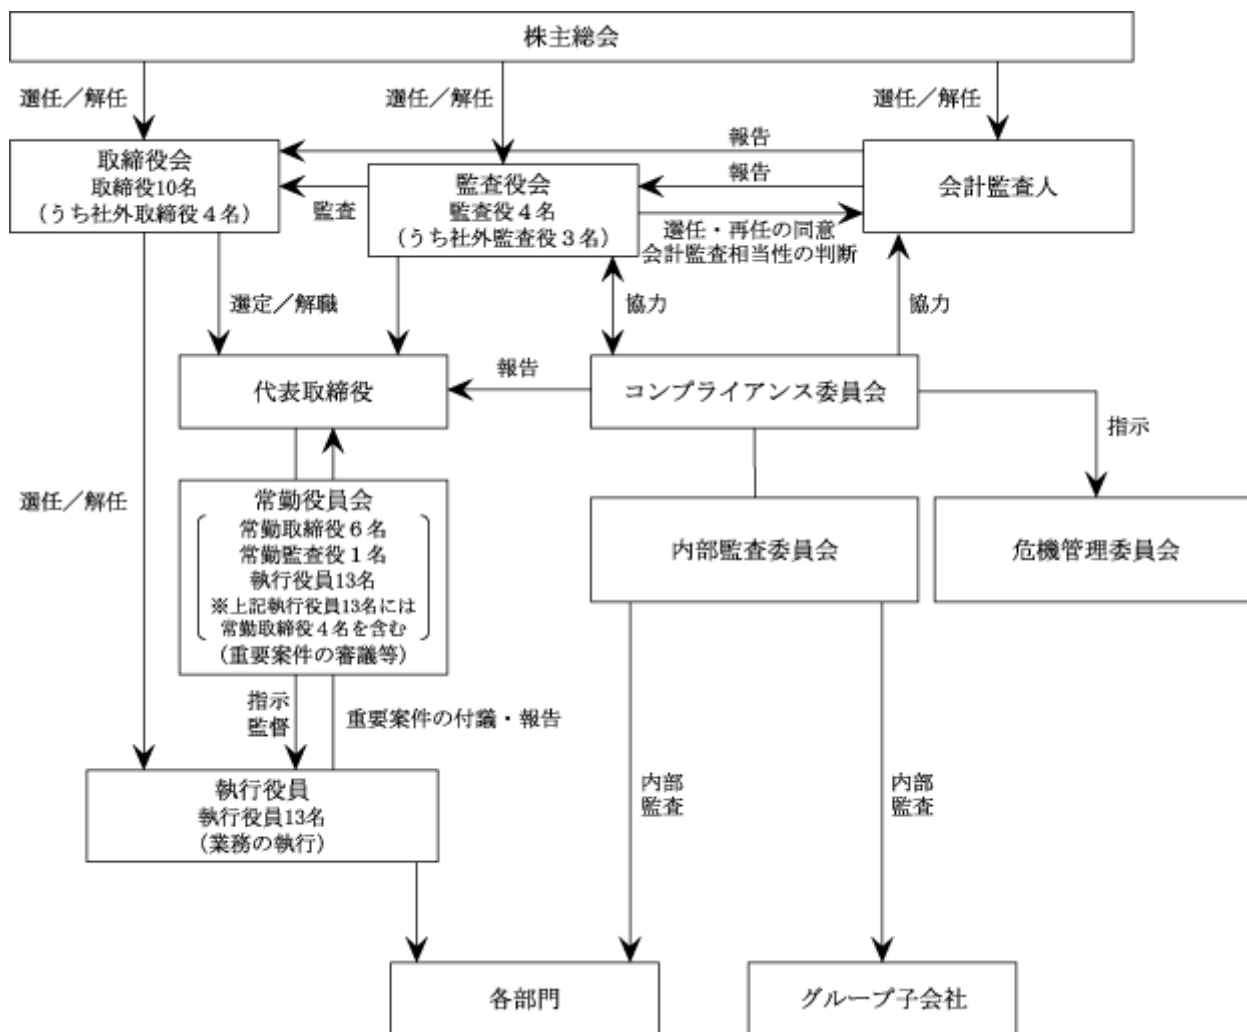 株主総会
選任／解任
選任／解任
選任／解任
取締役会
取締役10名
（うち社外取締役４名）
報告
監査
監査役会
監査役４名
（うち社外監査役３名）
報告
会計監査人
選任・再任の同意
会計監査相当性の判断
選定／解職
協力
協力
代表取締役
報告
コンプライアンス委員会
指示
選任／解任
常勤役員会
常勤取締役６名
常勤監査役１名
執行役員13名
※上記執行役員13名には
常勤取締役４名を含む
（重要案件の審議等）
内部監査委員会
危機管理委員会
指示
監督
重要案件の付議・報告
執行役員
執行役員13名
（業務の執行）
内部
監査
内部
監査
各部門
グループ子会社